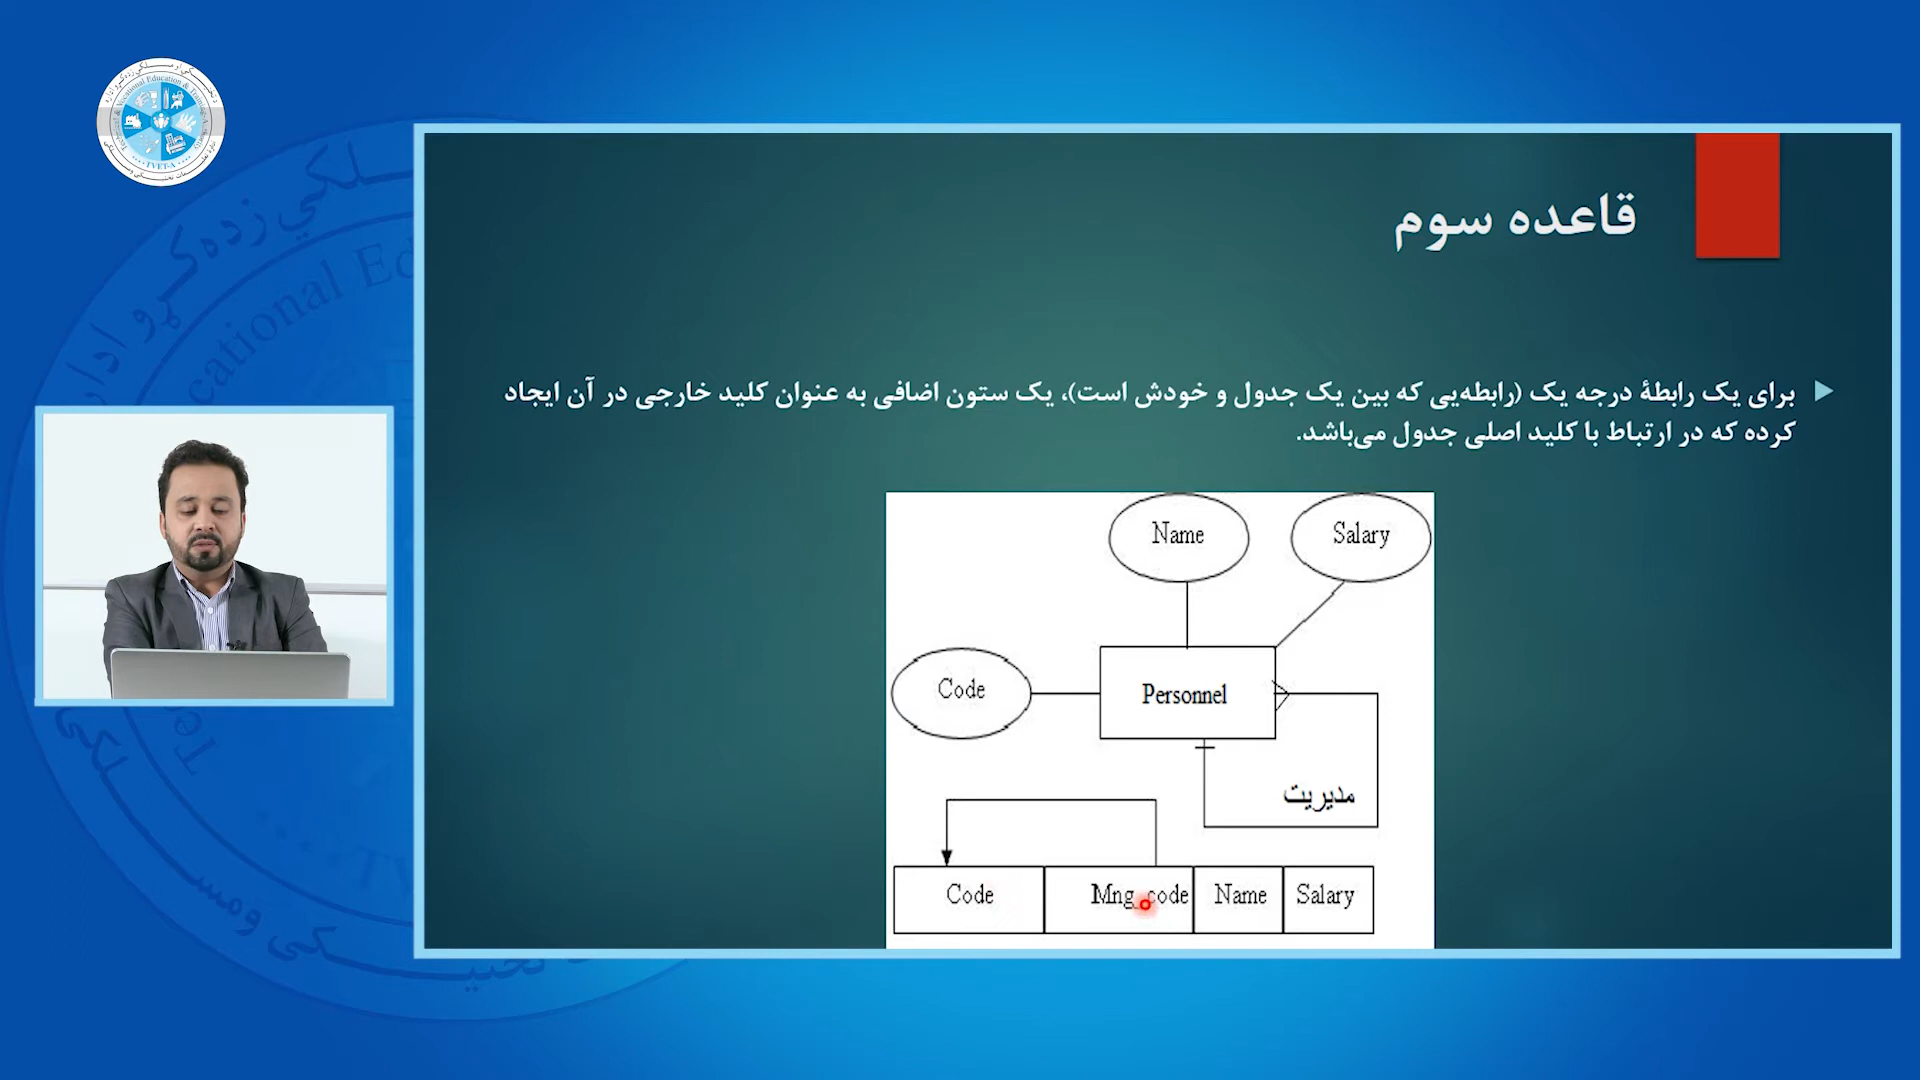 قاعده سوم
برای یک رابطۀ درجه یک (رابطه‌یی که بین یک جدول و خودش است)، یک ستون اضافی به عنوان کلید خارجی در آن ایجاد
کرده که در ارتباط با کلید اصلی جدول می‌باشد.
Name
Salary
Code
Personnel
مدیریت
Code
Mng_code
Name
Salary
TVET-A